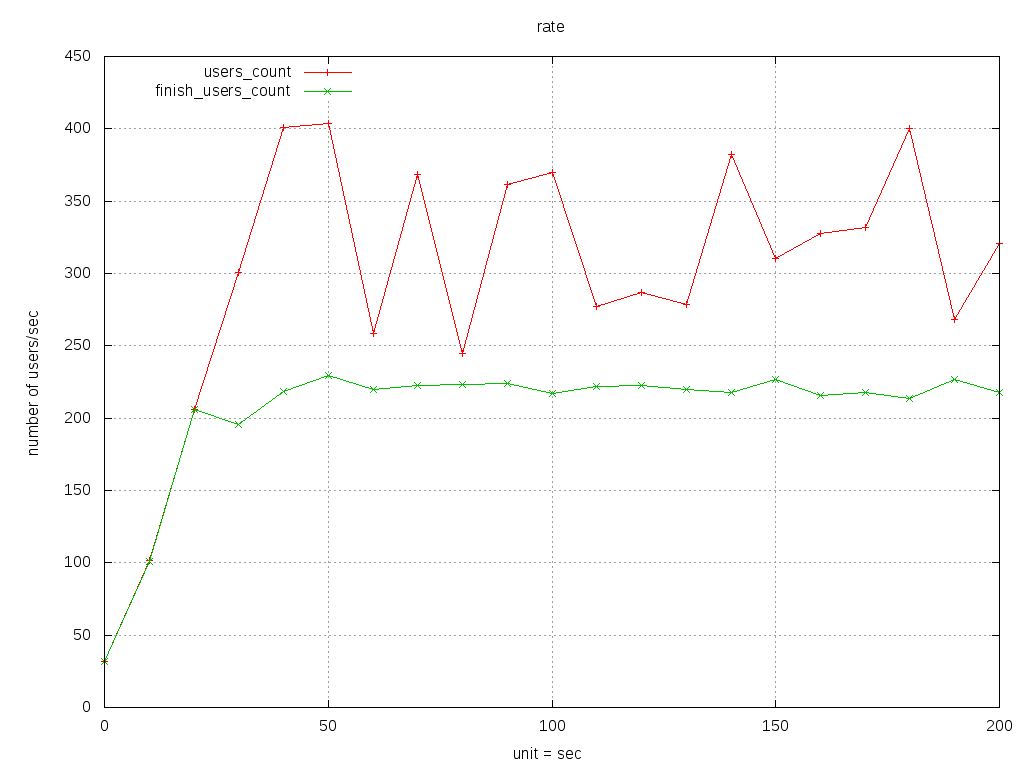 rate
450
400
350
300
250
200
150
100
50
0
users_count
finish_users_count
number of users/sec
0 50 100 150 200
unit = sec